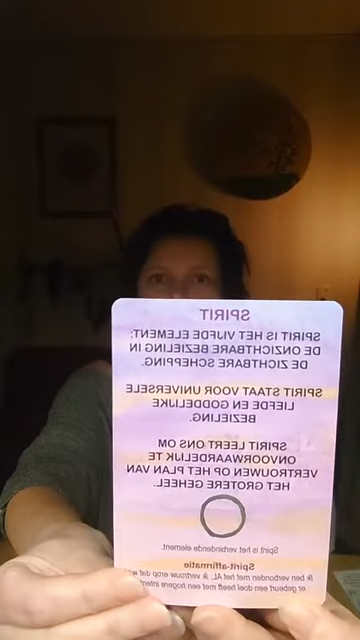 SPIRIT
SPIRIT IS HET VIJFDE ELEMENT:
DE ONZICHTBARE BEZIELING IN
DE ZICHTBARE SCHEPPING.
SPIRIT STAAT VOOR UNIVERSELE
LIEFDE EN GODDELIJKE
BEZIELING.
SPIRIT LEERT ONS OM
ONVOORWAARDELIJK TE
VERTROUWEN OP HET PLAN VAN
HET GROTERE GEHEEL.
Spirit is het verbindende element.
Spirit-affirmatie
Ik ben verbonden met het AL, & vertrouw erop dat wat
er gebeurt een doel heeft met een hogere